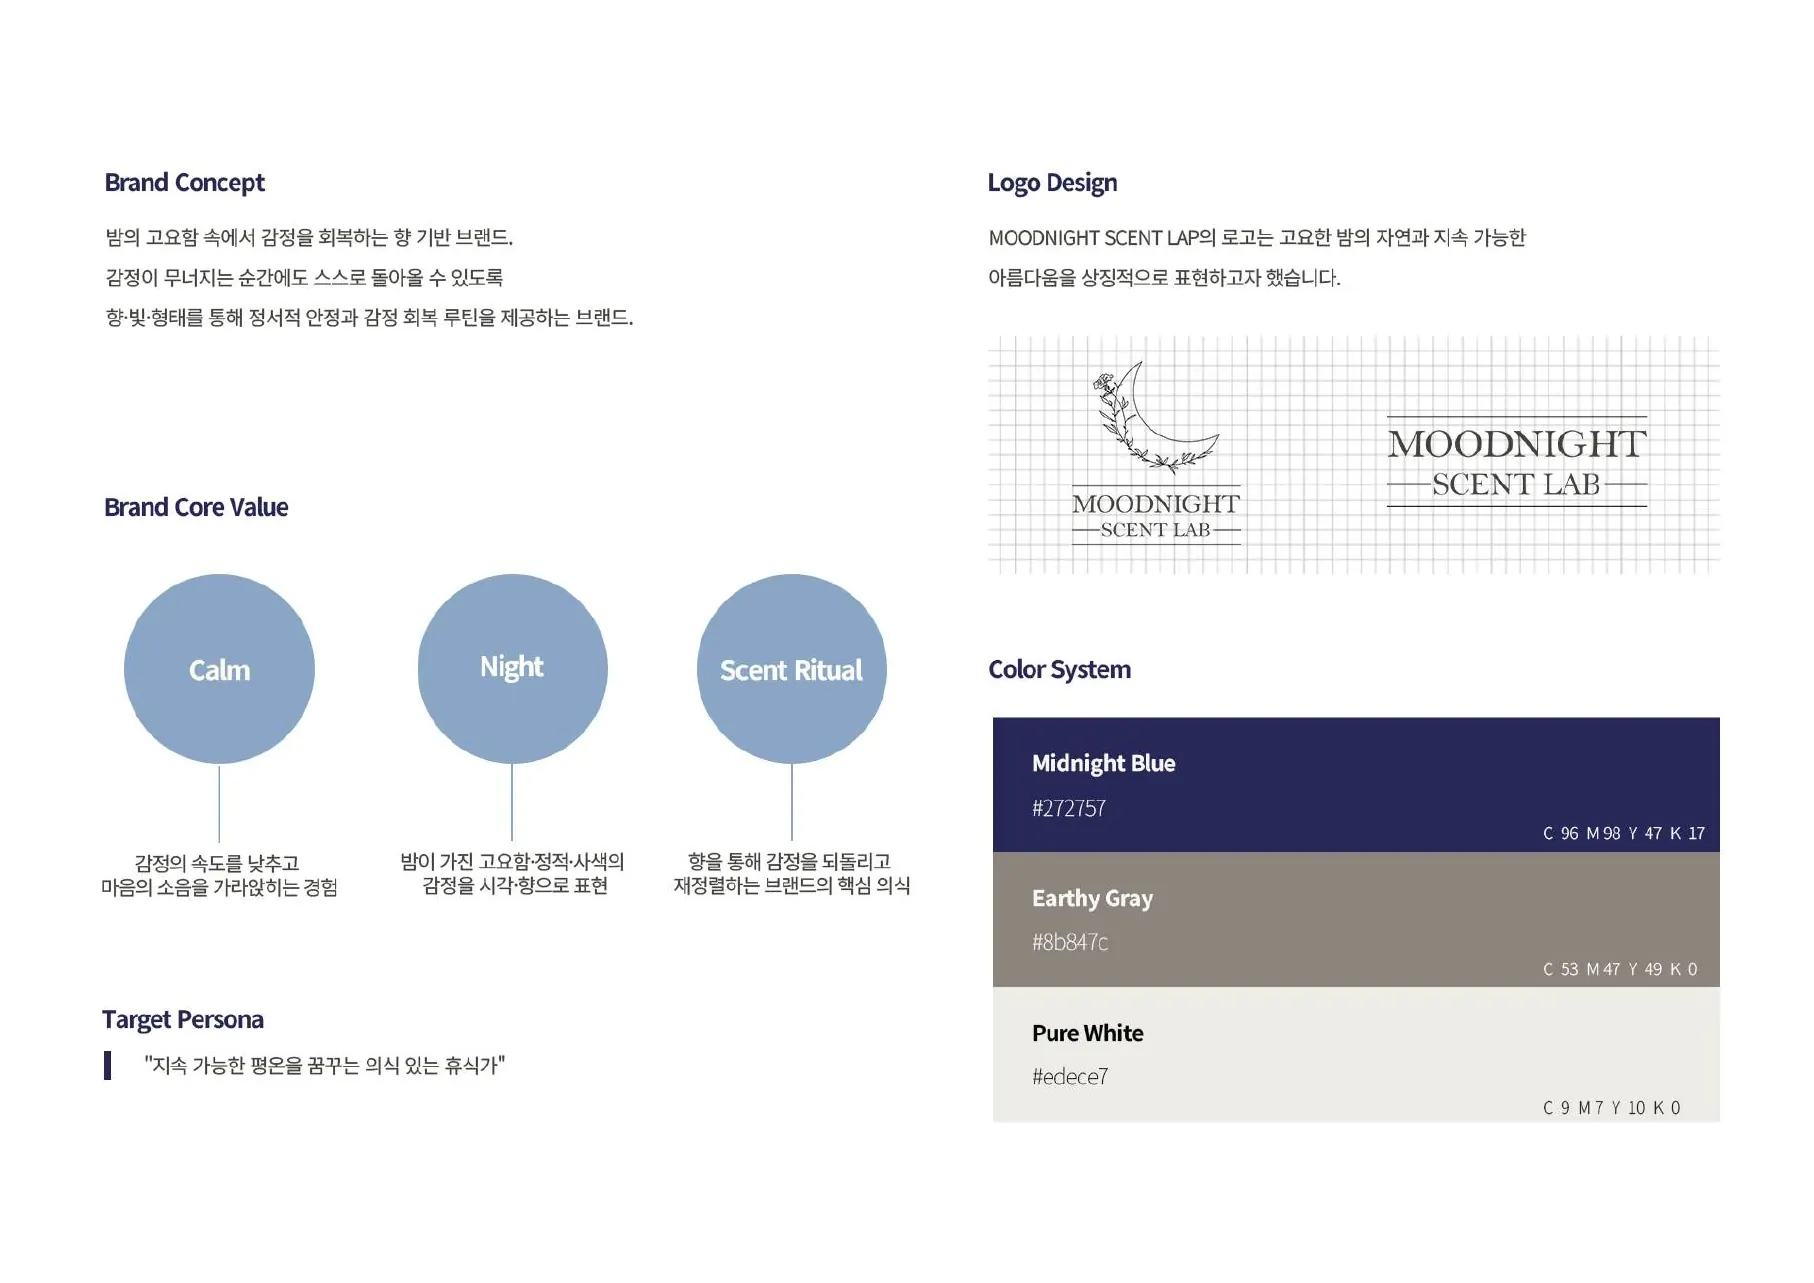 Brand Concept
밤의 고요함 속에서 감정을 회복하는 향 기반 브랜드.
감정이 무너지는 순간에도 스스로 돌아올 수 있도록
향·빛·형태를 통해 정서적 안정과 감정 회복 루틴을 제공하는 브랜드.
Brand Core Value
Calm
감정의 속도를 낮추고
마음의 소음을 가라앉히는 경험
Night
밤이 가진 고요함·정적·사색의
감정을 시각·향으로 표현
Scent Ritual
향을 통해 감정을 되돌리고
재정렬하는 브랜드의 핵심 의식
Target Persona
"지속 가능한 평온을 꿈꾸는 의식 있는 휴식가"
Logo Design
MOODNIGHT SCENT LAP의 로고는 고요한 밤의 자연과 지속 가능한
아름다움을 상징적으로 표현하고자 했습니다.
MOODNIGHT
SCENT LAB
MOODNIGHT
SCENT LAB
Color System
Midnight Blue
#272757
C 96 M 98 Y 47 K 17
Earthy Gray
#8b847c
C 53 M 47 Y 49 K 0
Pure White
#edece7
C 9 M 7 Y 10 K 0